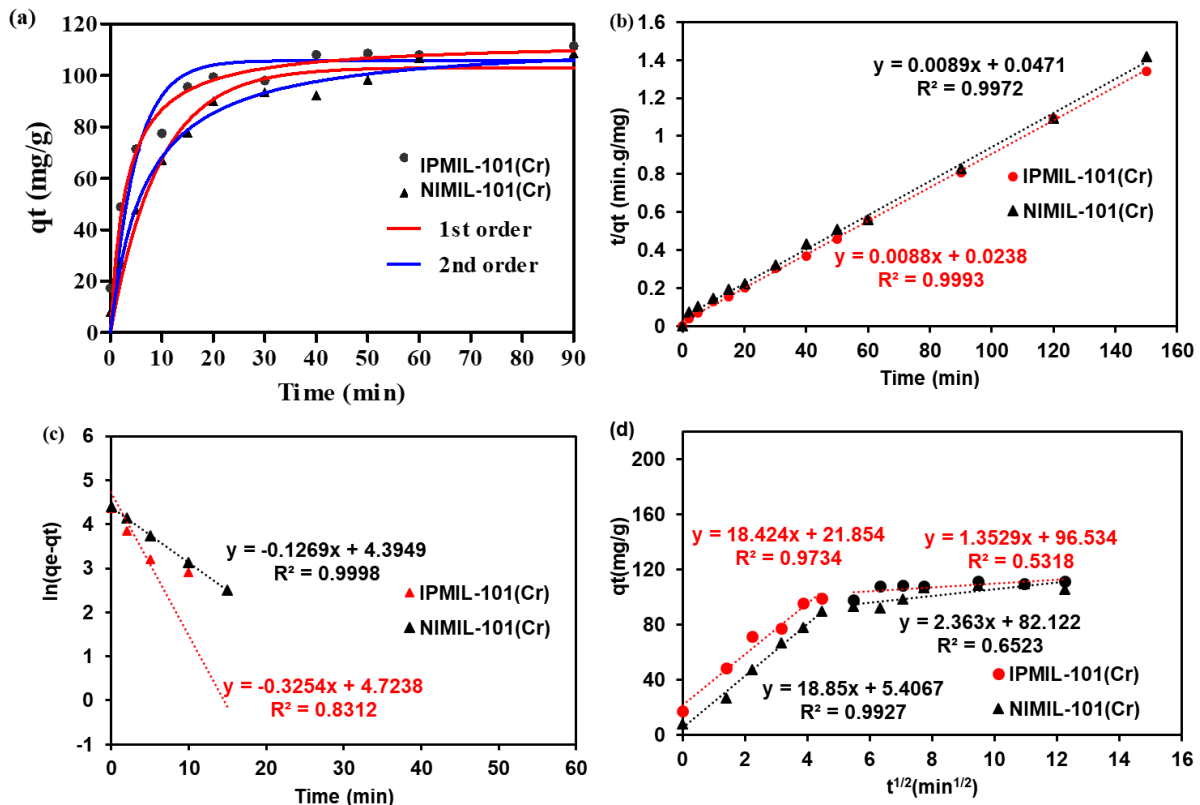 (a)
120
100
80
60
40
20
0
qt (mg/g)
IPMIL-101(Cr)
NIMIL-101(Cr)
1st order
2nd order
0 10 20 30 40 50 60 70 80 90
Time (min)
(b)
1.6
1.4
1.2
1
0.8
0.6
0.4
0.2
0
t/qt (min.g/mg)
y = 0.0089x + 0.0471
R² = 0.9972
IPMIL-101(Cr)
NIMIL-101(Cr)
y = 0.0088x + 0.0238
R² = 0.9993
0 20 40 60 80 100 120 140 160
Time (min)
(c)
6
5
4
3
2
1
0
-1
ln(qe-qt)
y = -0.1269x + 4.3949
R² = 0.9998
IPMIL-101(Cr)
NIMIL-101(Cr)
y = -0.3254x + 4.7238
R² = 0.8312
0 10 20 30 40 50 60
Time (min)
(d)
200
160
120
80
40
0
qt(mg/g)
y = 18.424x + 21.854
R² = 0.9734
y = 1.3529x + 96.534
R² = 0.5318
y = 2.363x + 82.122
R² = 0.6523
y = 18.85x + 5.4067
R² = 0.9927
IPMIL-101(Cr)
NIMIL-101(Cr)
0 2 4 6 8 10 12 14 16
t1/2(min1/2)